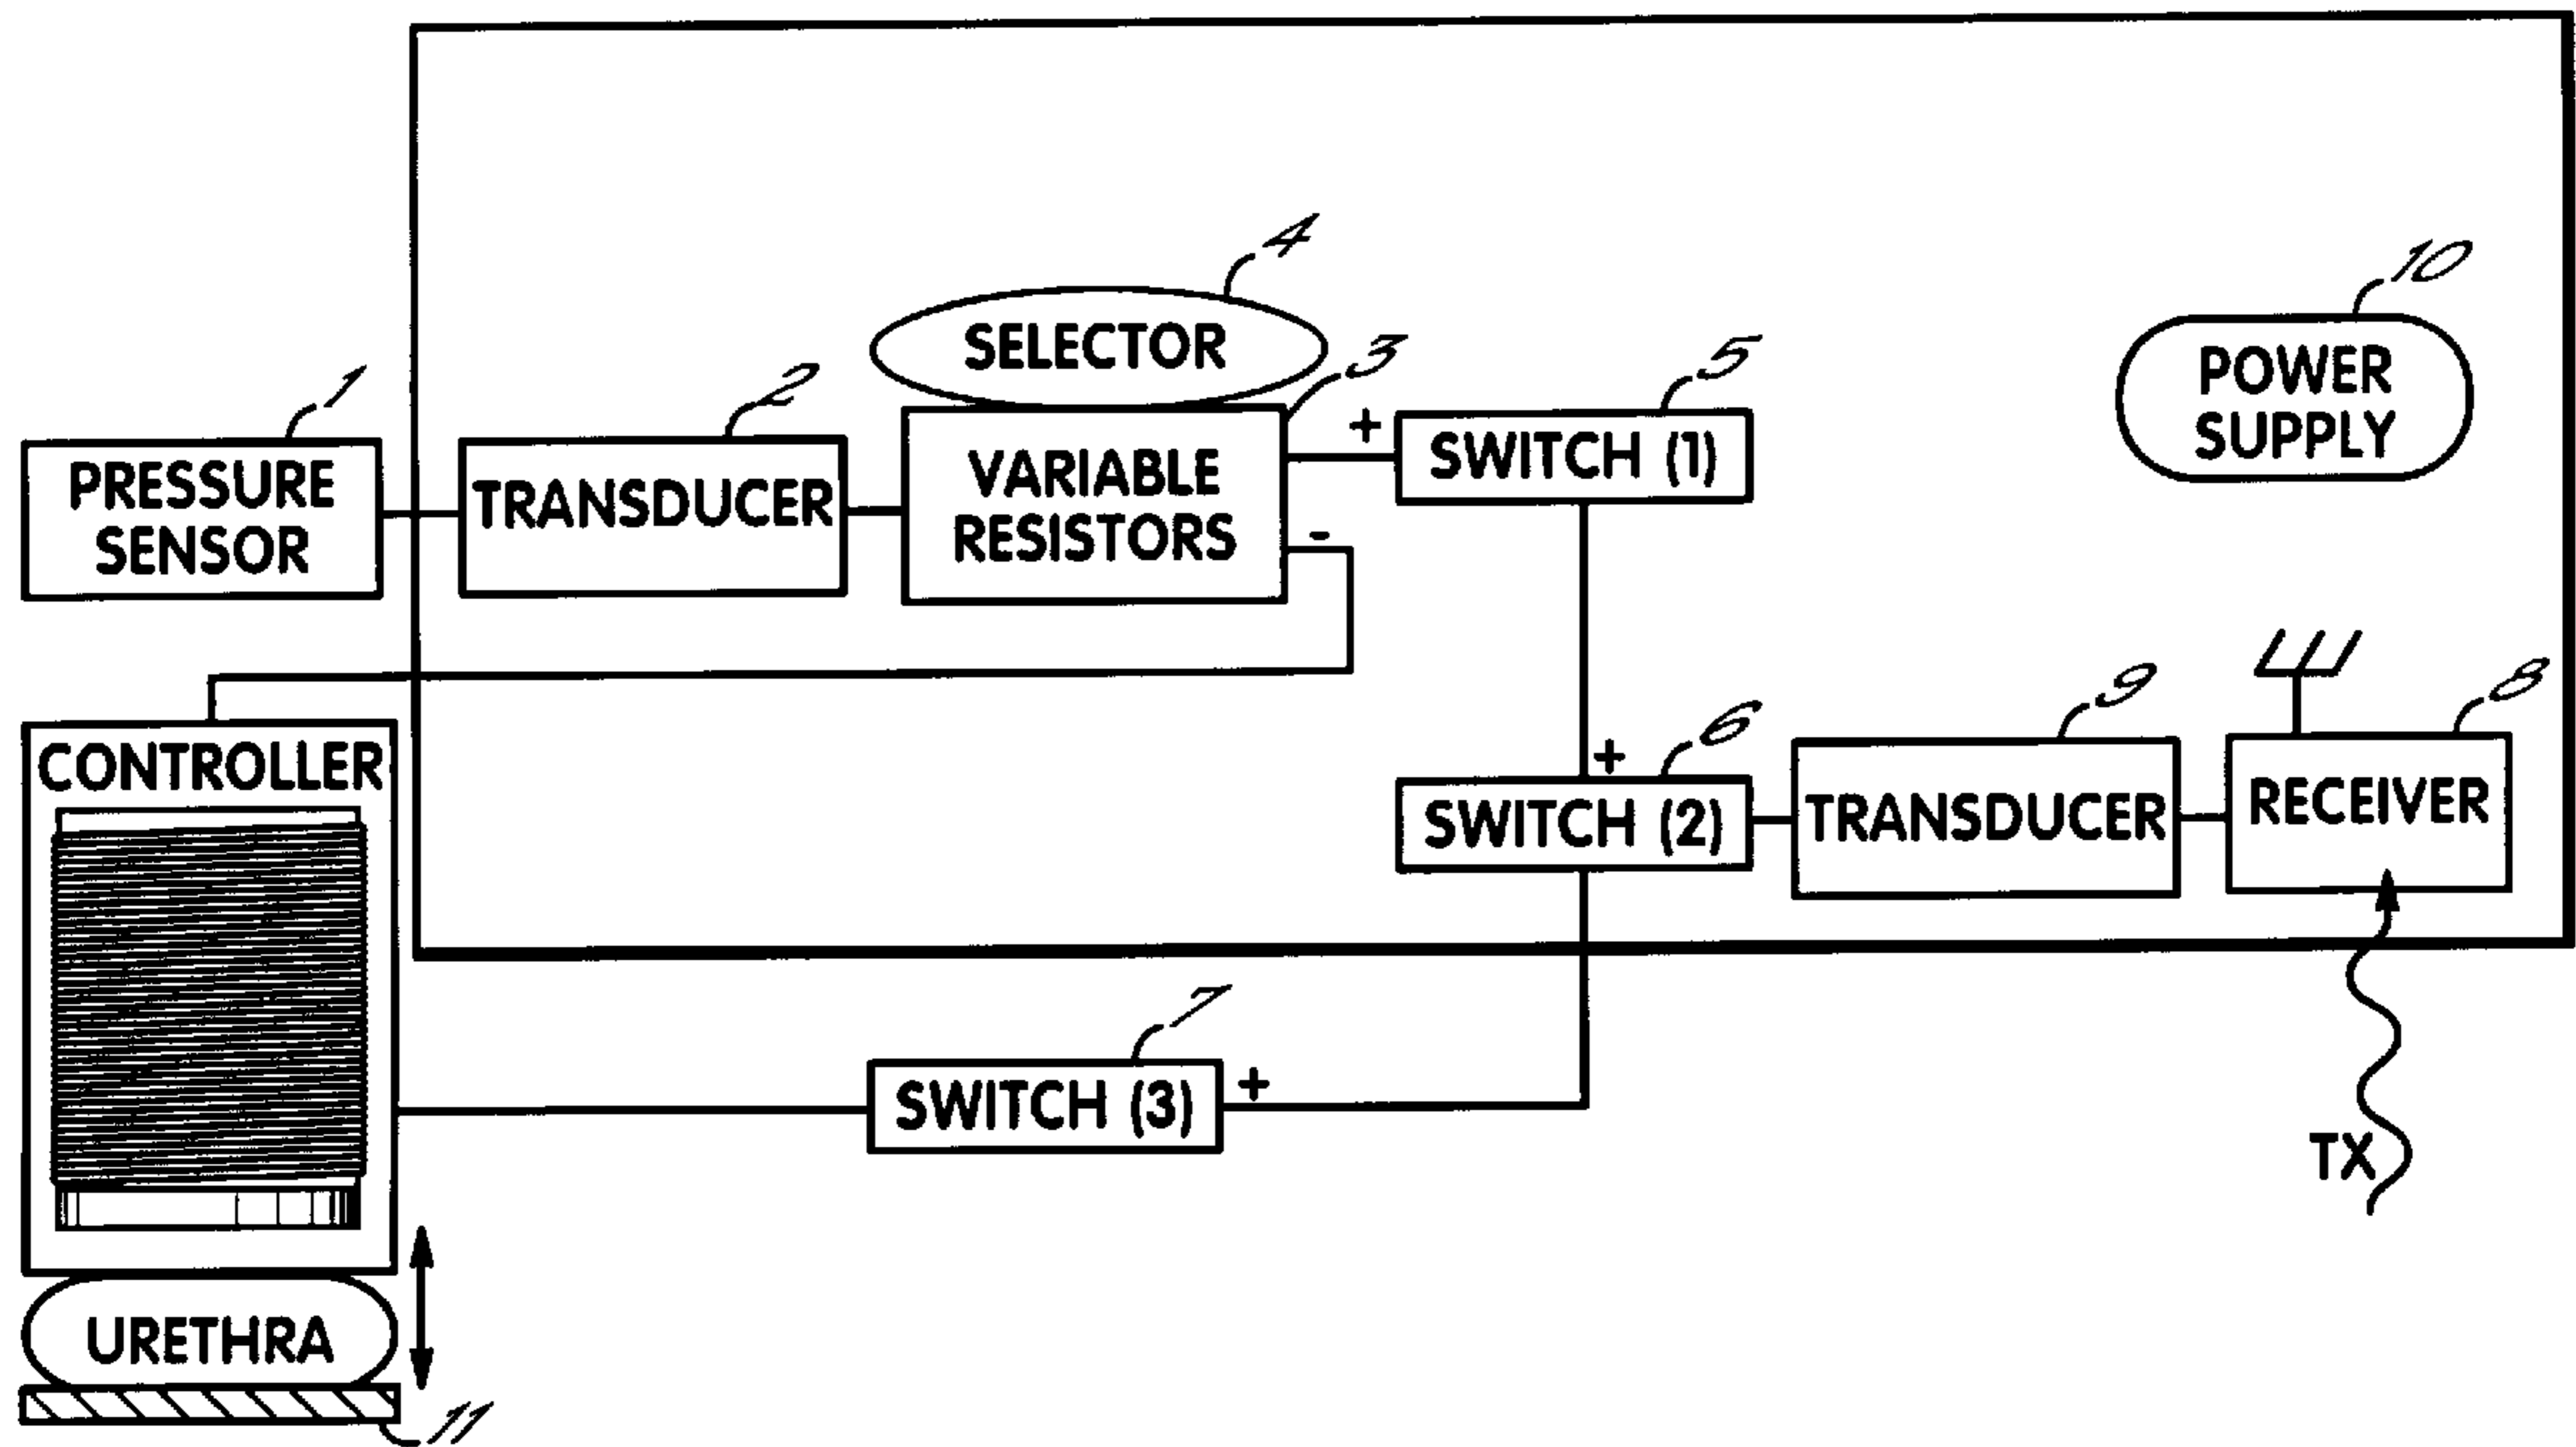 4
SELECTOR
10
POWER
SUPPLY
1
PRESSURE
SENSOR
2
TRANSDUCER
3
VARIABLE
RESISTORS
+
-
5
SWITCH (1)
CONTROLLER
+
6
SWITCH (2)
9
TRANSDUCER
8
RECEIVER
7
SWITCH (3)
+
TX
URETHRA
11